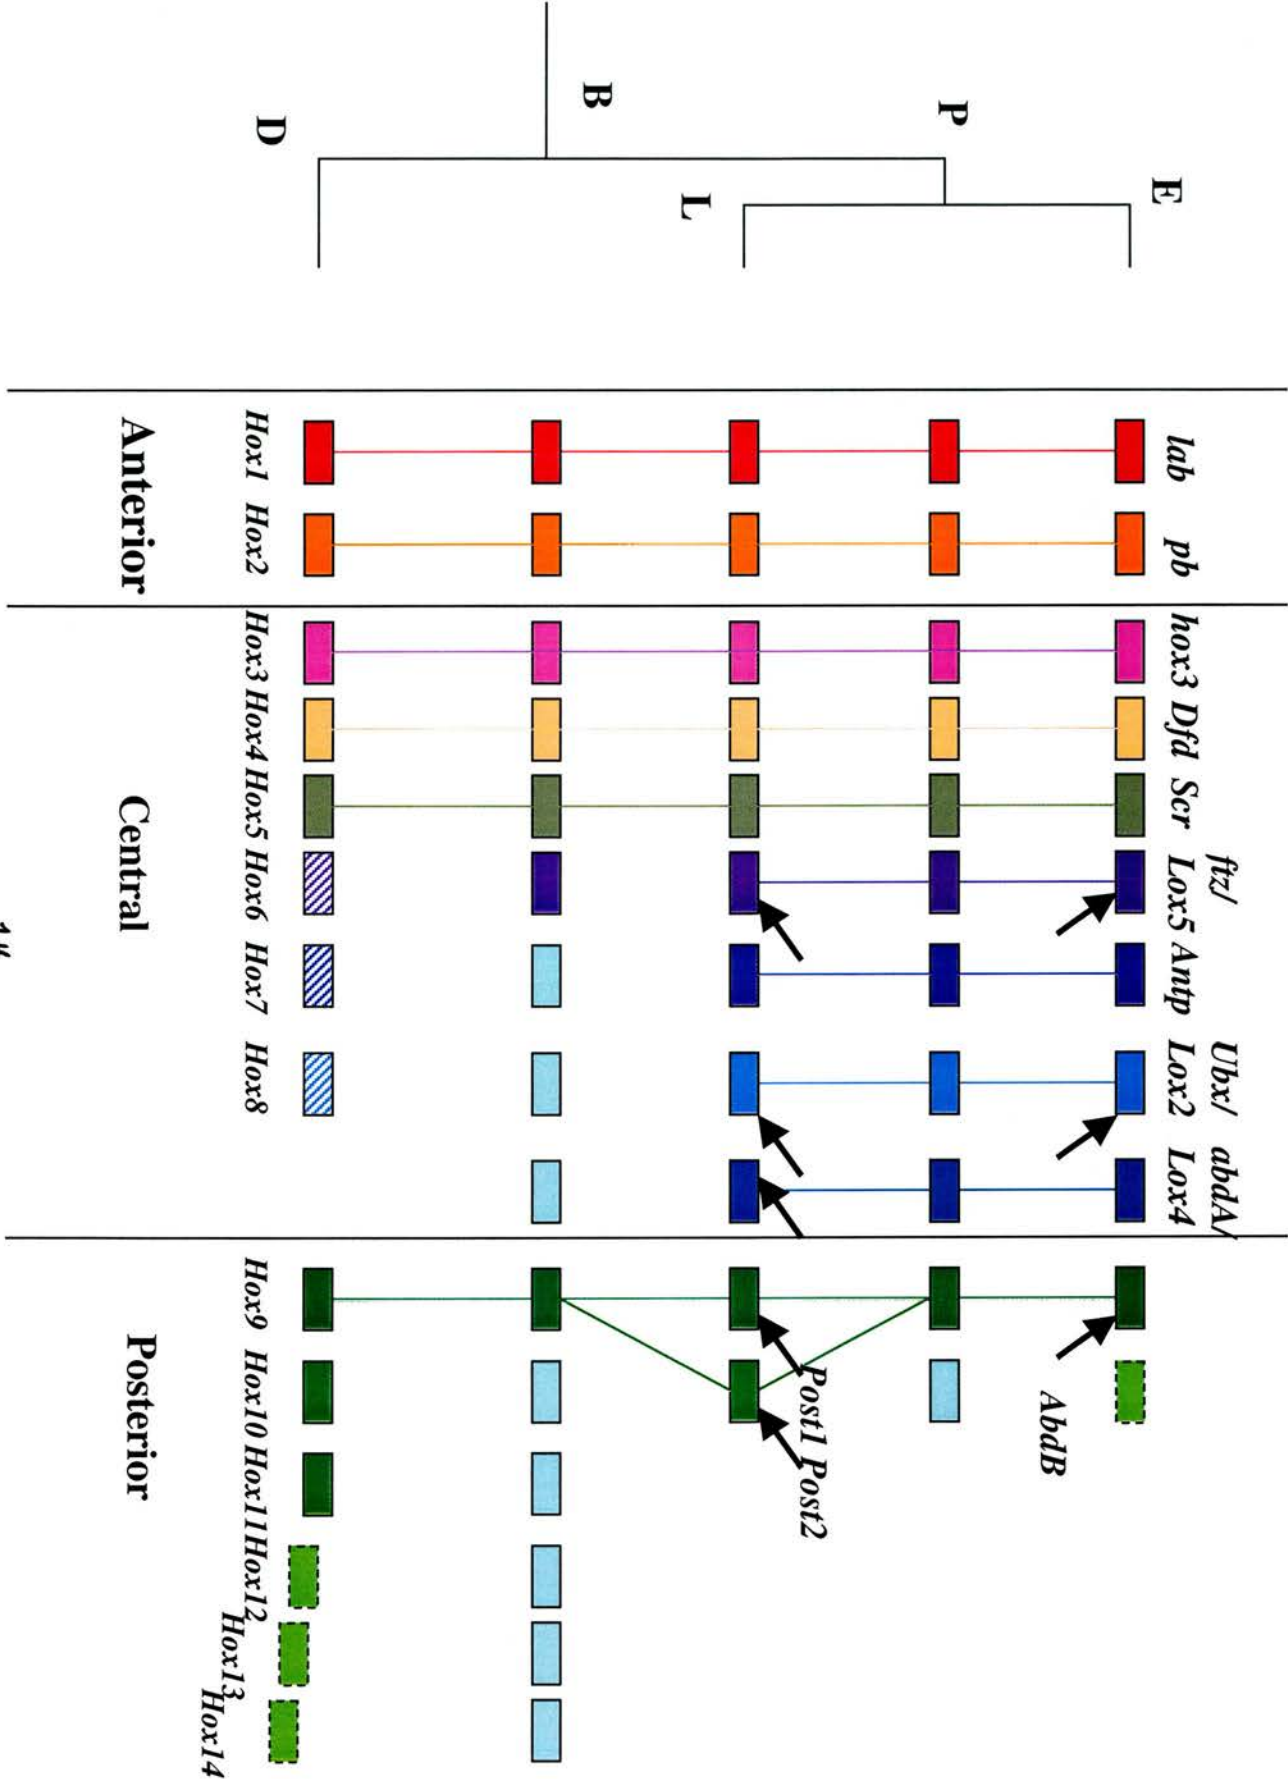 lab pb hox3 Dfd Scr ftz/ Lox5 Antp Ubx/ Lox2 abdA/ Lox4
E
AbdB
P
Post1 Post2
L
B
D
Hox1 Hox2 Hox3 Hox4 Hox5 Hox6 Hox7 Hox8 Hox9 Hox10 Hox11 Hox12 Hox13 Hox14
Anterior Central Posterior